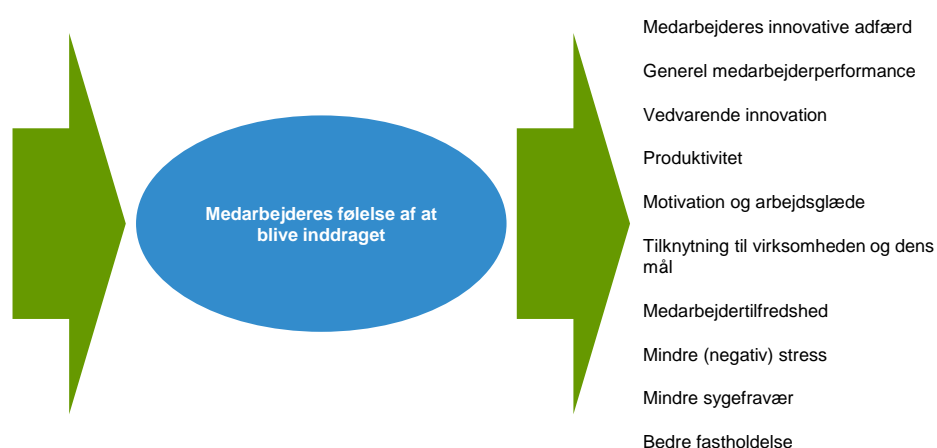 Medarbejderes følelse af at
blive inddraget
Medarbejderes innovative adfærd
Generel medarbejderperformance
Vedvarende innovation
Produktivitet
Motivation og arbejdsglæde
Tilknytning til virksomheden og dens
mål
Medarbejdertilfredshed
Mindre (negativ) stress
Mindre sygefravær
Bedre fastholdelse